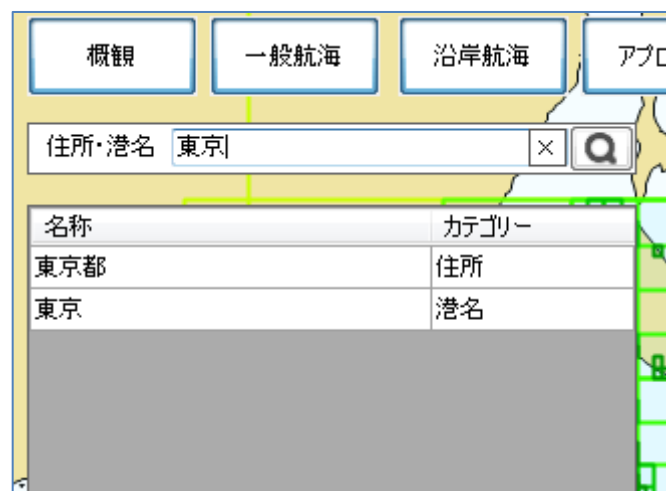 概観 一般航海 沿岸航海 アプロ
住所・港名 東京
名称 カテゴリー
東京都 住所
東京 港名